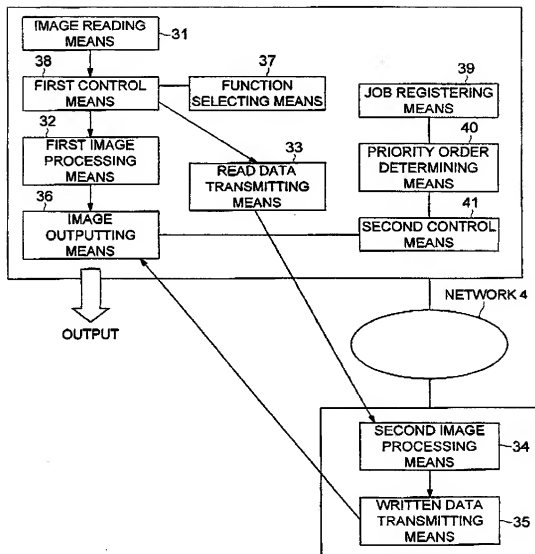 IMAGE READING
MEANS
31
38
FIRST CONTROL
MEANS
37
FUNCTION
SELECTING MEANS
39
JOB REGISTERING
MEANS
32
FIRST IMAGE
PROCESSING
MEANS
33
READ DATA
TRANSMITTING
MEANS
40
PRIORITY ORDER
DETERMINING
MEANS
36
IMAGE
OUTPUTTING
MEANS
41
SECOND CONTROL
MEANS
OUTPUT
NETWORK 4
SECOND IMAGE
PROCESSING
MEANS
34
WRITTEN DATA
TRANSMITTING
MEANS
35